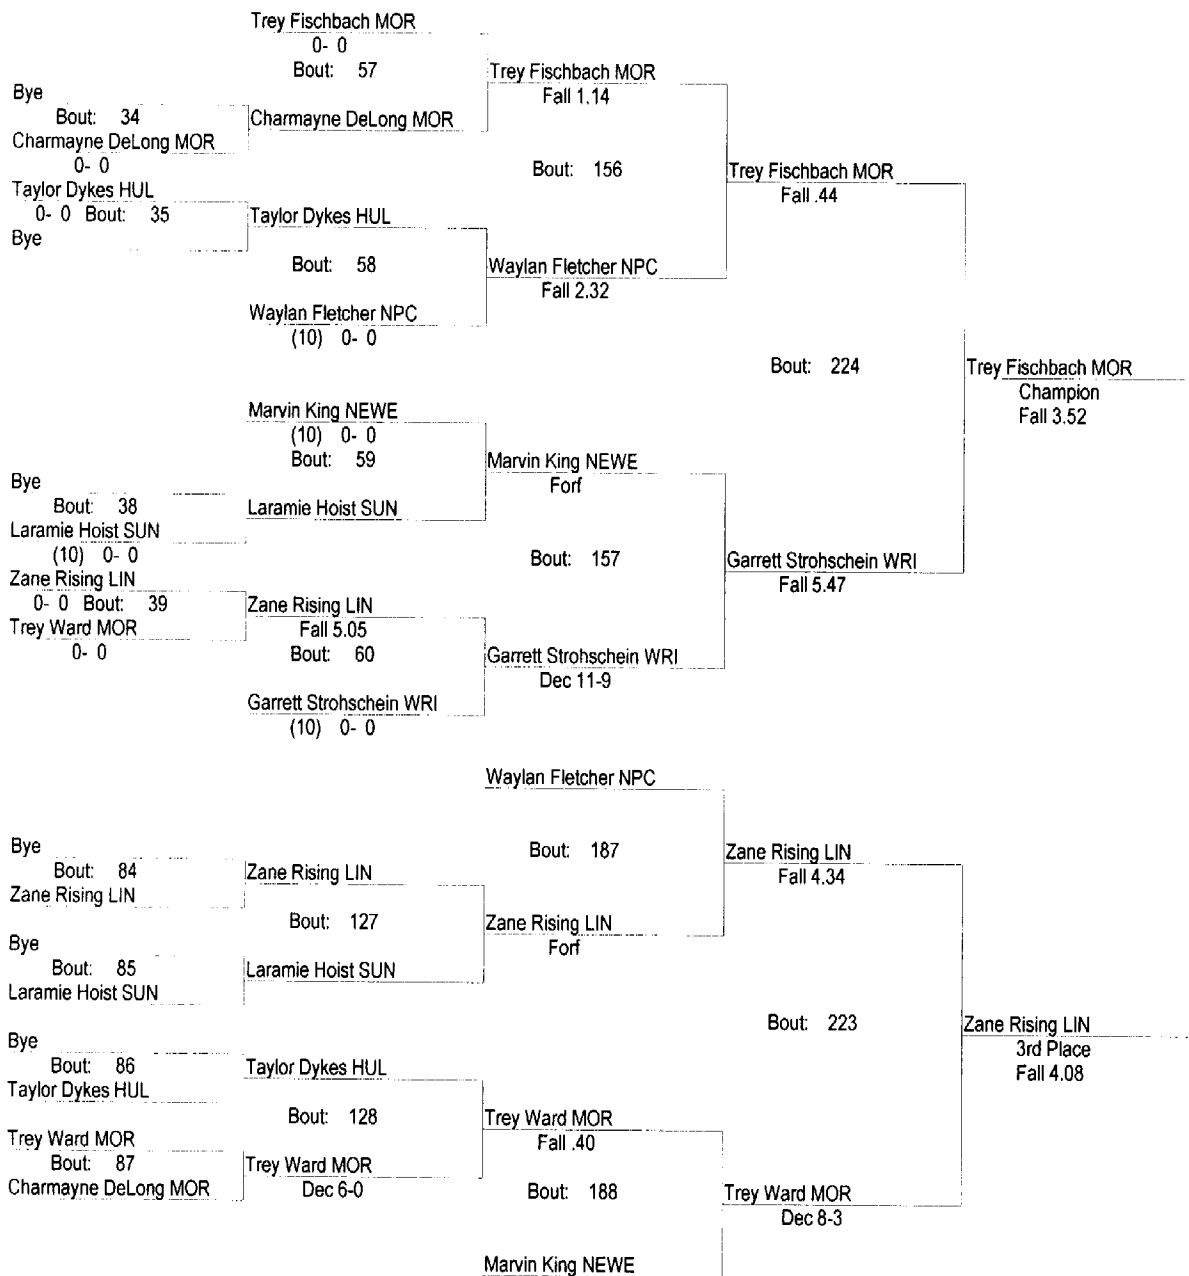 Trey Fischbach MOR
0- 0
Bout: 57
Trey Fischbach MOR
Fall 1.14
Bye
Bout: 34
Charmayne DeLong MOR
Charmayne DeLong MOR
0- 0
Bout: 156
Trey Fischbach MOR
Fall .44
Taylor Dykes HUL
0- 0 Bout: 35
Taylor Dykes HUL
Bye
Bout: 58
Waylan Fletcher NPC
Fall 2.32
Waylan Fletcher NPC
(10) 0- 0
Bout: 224
Trey Fischbach MOR
Champion
Fall 3.52
Marvin King NEWE
(10) 0- 0
Bout: 59
Marvin King NEWE
Forf
Bye
Bout: 38
Laramie Hoist SUN
Laramie Hoist SUN
(10) 0- 0
Bout: 157
Garrett Strohschein WRI
Fall 5.47
Zane Rising LIN
0- 0 Bout: 39
Zane Rising LIN
Trey Ward MOR
Fall 5.05
0- 0
Bout: 60
Garrett Strohschein WRI
Dec 11-9
Garrett Strohschein WRI
(10) 0- 0
Waylan Fletcher NPC
Bye
Bout: 187
Zane Rising LIN
Fall 4.34
Bout: 84
Zane Rising LIN
Zane Rising LIN
Bout: 127
Zane Rising LIN
Forf
Bye
Bout: 85
Laramie Hoist SUN
Laramie Hoist SUN
Bout: 223
Zane Rising LIN
3rd Place
Fall 4.08
Bye
Bout: 86
Taylor Dykes HUL
Taylor Dykes HUL
Bout: 128
Trey Ward MOR
Fall .40
Trey Ward MOR
Bout: 87
Trey Ward MOR
Charmayne DeLong MOR
Dec 6-0
Bout: 188
Trey Ward MOR
Dec 8-3
Marvin King NEWE